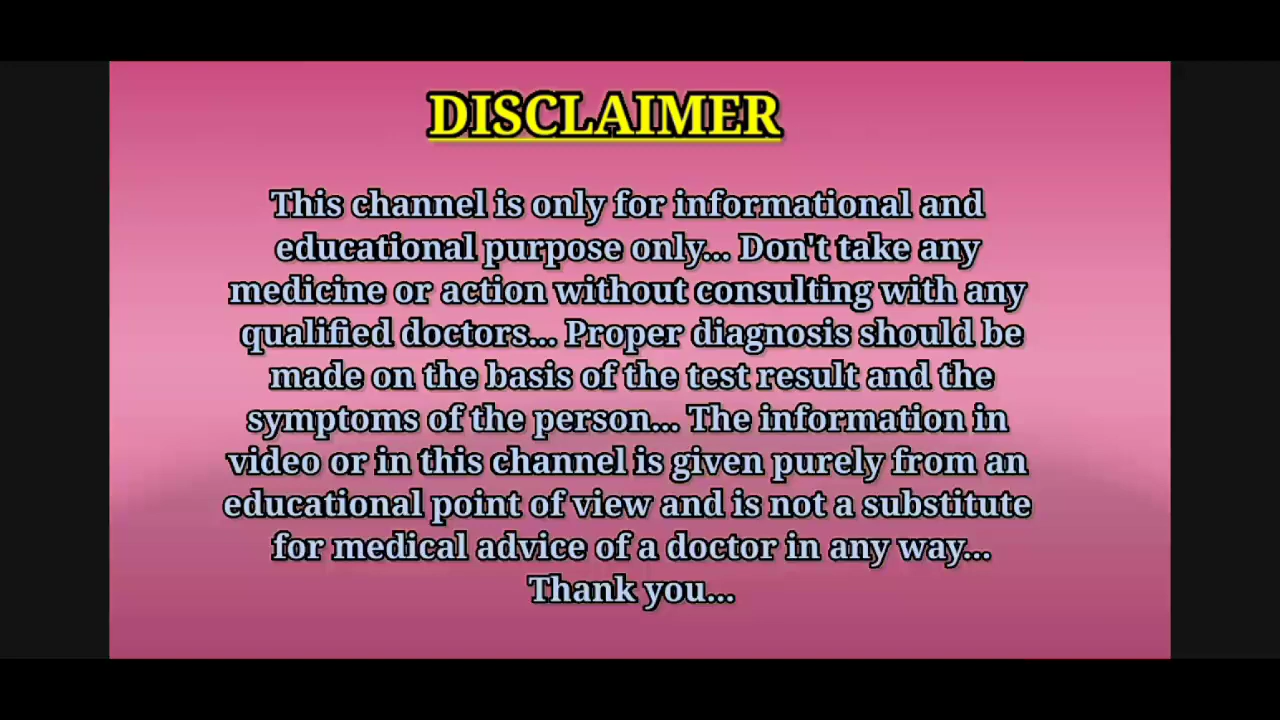 DISCLAIMER
This channel is only for informational and
educational purpose only... Don't take any
medicine or action without consulting with any
qualified doctors... Proper diagnosis should be
made on the basis of the test result and the
symptoms of the person... The information in
video or in this channel is given purely from an
educational point of view and is not a substitute
for medical advice of a doctor in any way...
Thank you...